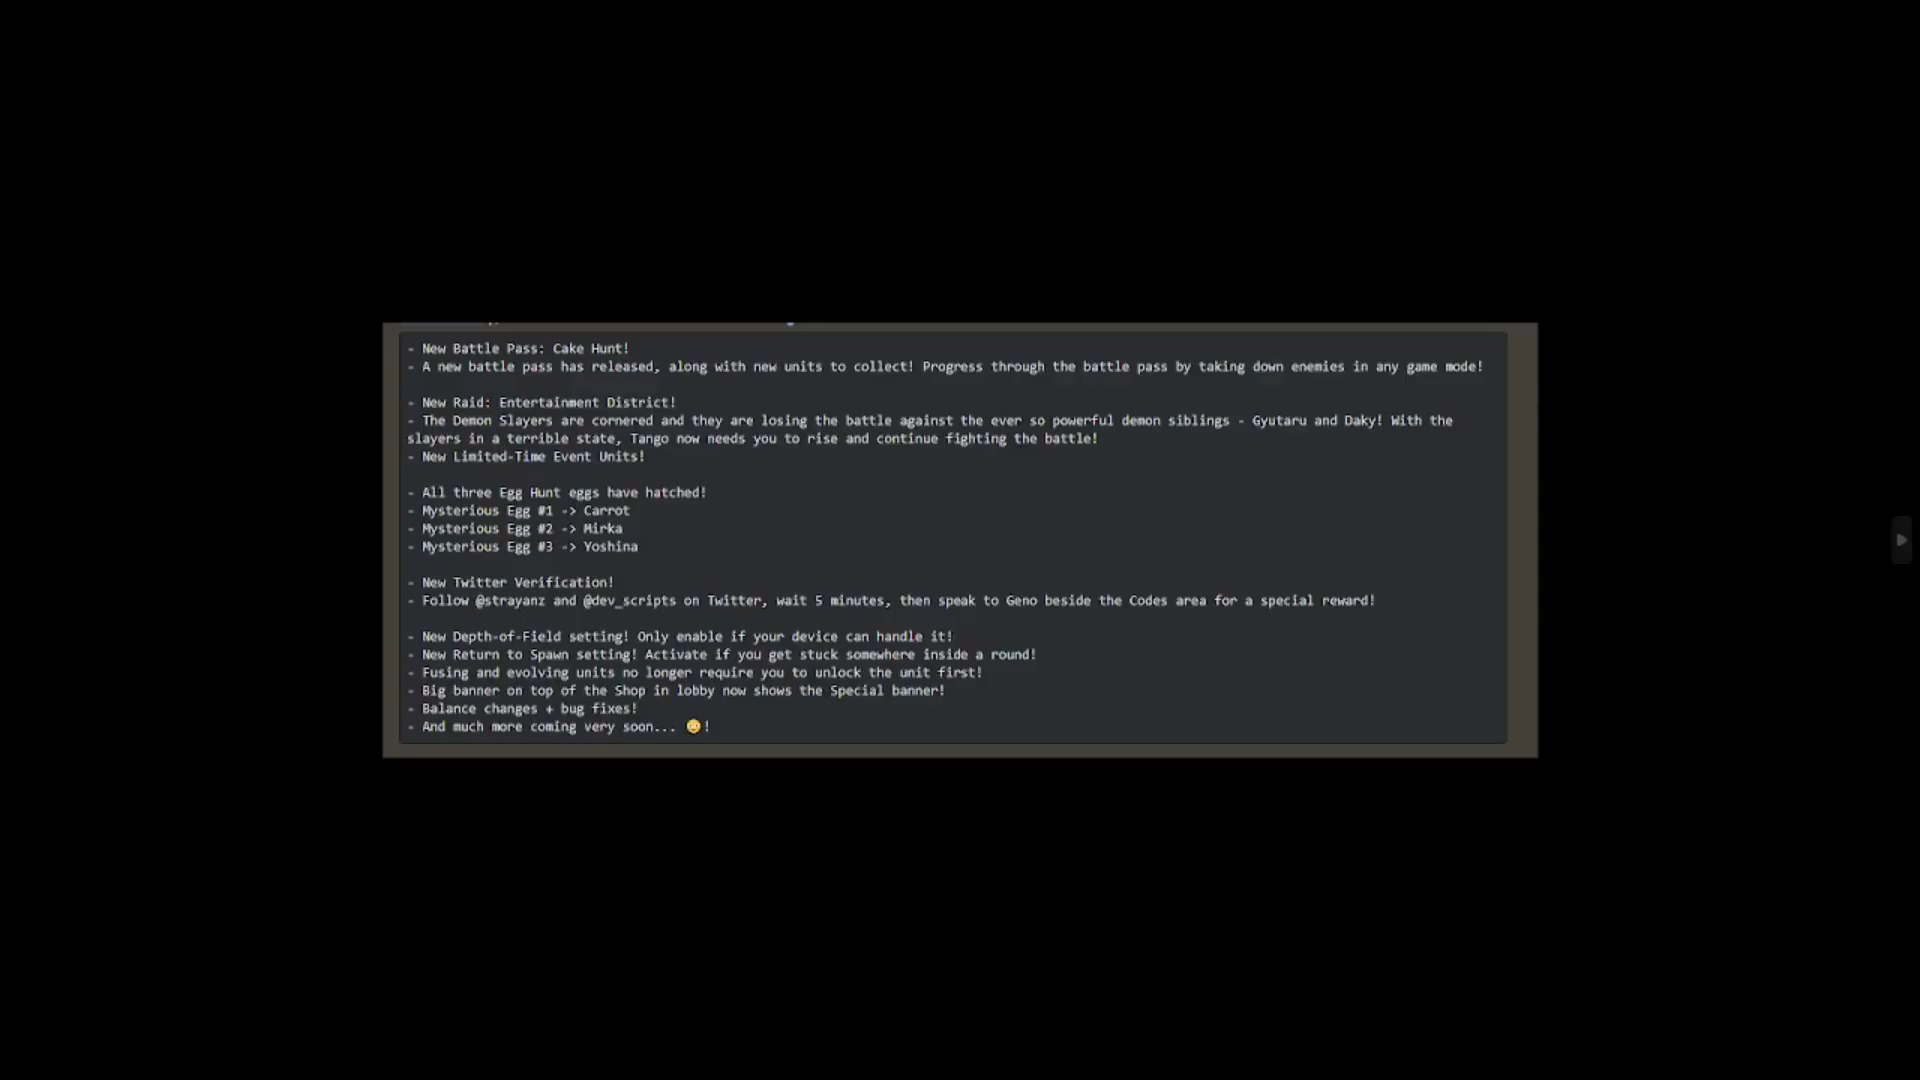 - New Battle Pass: Cake Hunt!
- A new battle pass has released, along with new units to collect! Progress through the battle pass by taking down enemies in any game mode!
- New Raid: Entertainment District!
- The Demon Slayers are cornered and they are losing the battle against the ever so powerful demon siblings - Gyutaru and Daky! With the
slayers in a terrible state, Tango now needs you to rise and continue fighting the battle!
- New Limited-Time Event Units!
- All three Egg Hunt eggs have hatched!
- Mysterious Egg #1 -> Carrot
- Mysterious Egg #2 -> Mirka
- Mysterious Egg #3 -> Yoshina
- New Twitter Verification!
- Follow @strayanz and @dev_scripts on Twitter, wait 5 minutes, then speak to Geno beside the Codes area for a special reward!
- New Depth-of-Field setting! Only enable if your device can handle it!
- New Return to Spawn setting! Activate if you get stuck somewhere inside a round!
- Fusing and evolving units no longer require you to unlock the unit first!
- Big banner on top of the Shop in lobby now shows the Special banner!
- Balance changes + bug fixes!
- And much more coming very soon... 😳!